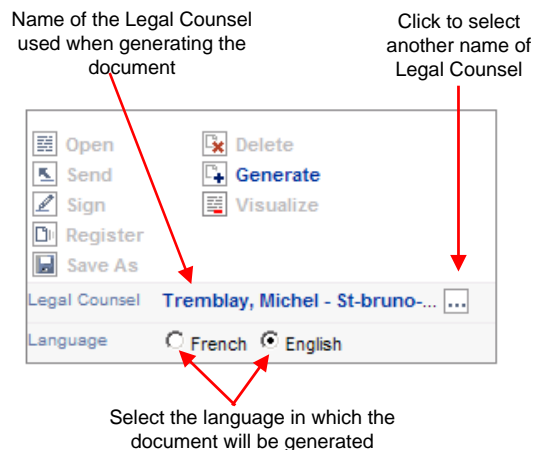 Name of the Legal Counsel
used when generating the
document
Click to select
another name of
Legal Counsel
Open
Delete
Send
Generate
Sign
Visualize
Register
Save As
Legal Counsel Tremblay, Michel - St-bruno-... ...
Language French English
Select the language in which the
document will be generated